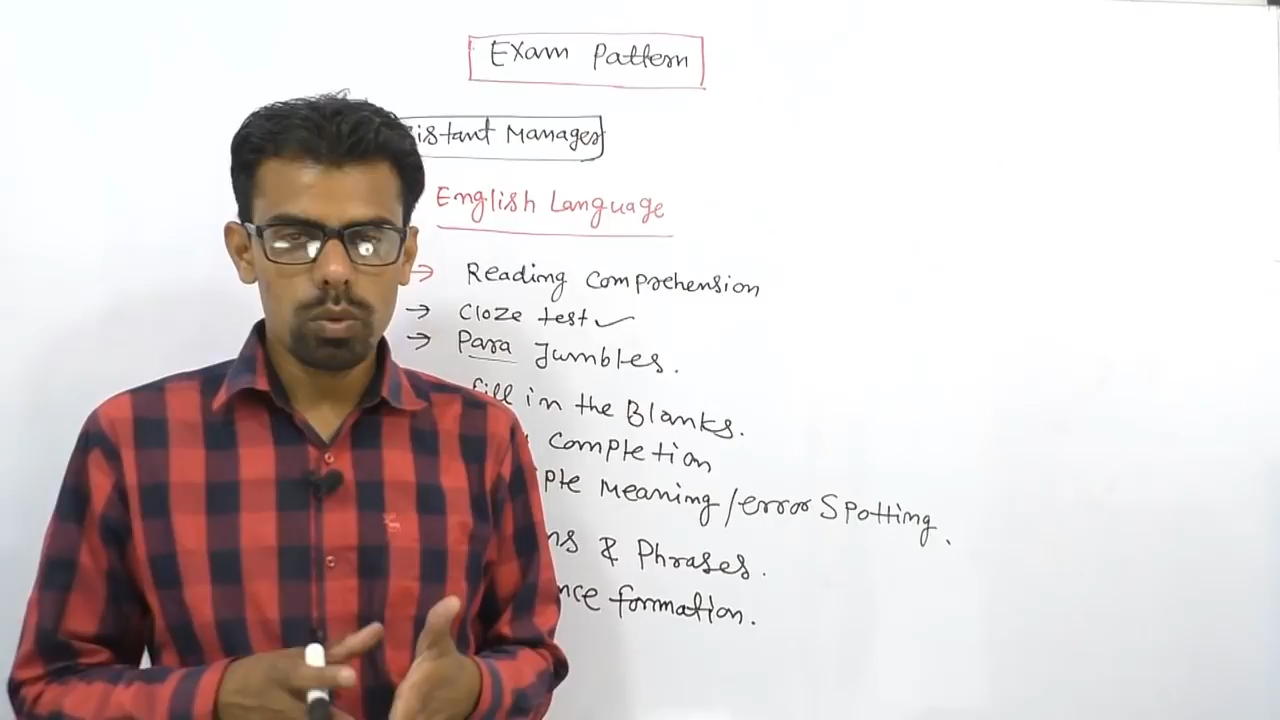 Exam Pattern
istant Manager
English Language
→ Reading Comprehension
→ Cloze test ✓
→ Para Jumbles.
fill in the Blanks.
Completion
ple Meaning / error Spotting.
ms & Phrases.
nce formation.